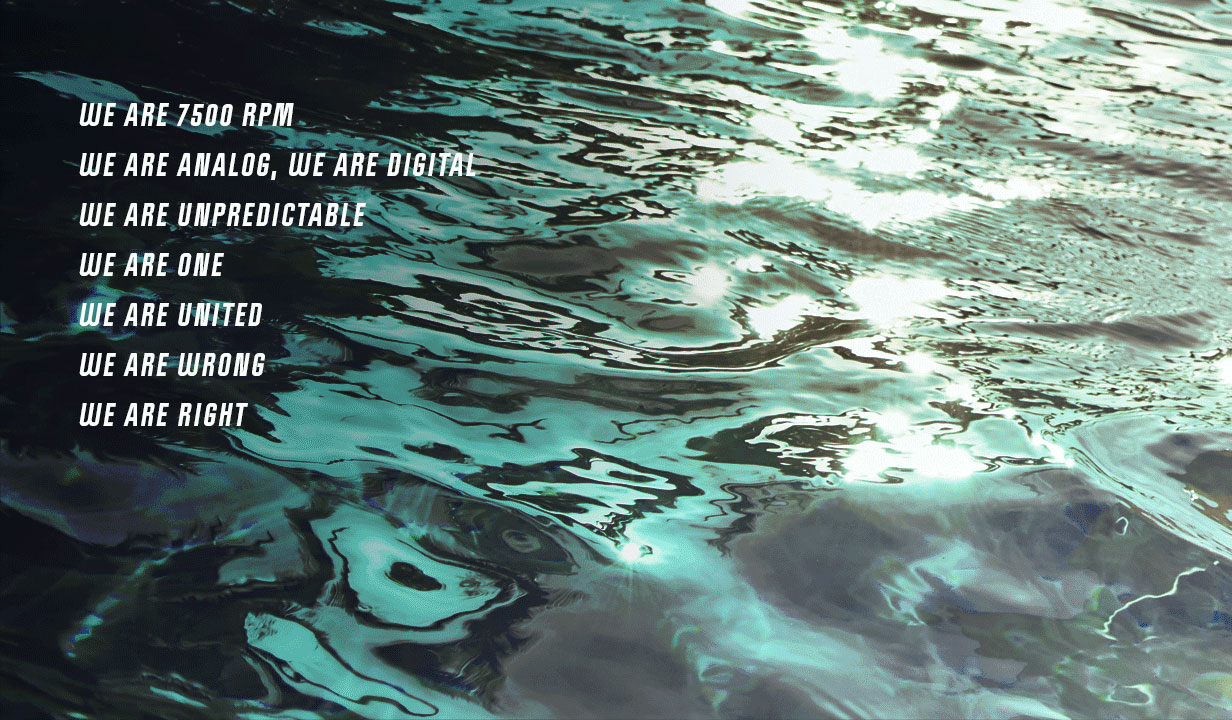 WE ARE 7500 RPM
WE ARE ANALOG, WE ARE DIGITAL
WE ARE UNPREDICTABLE
WE ARE ONE
WE ARE UNITED
WE ARE WRONG
WE ARE RIGHT